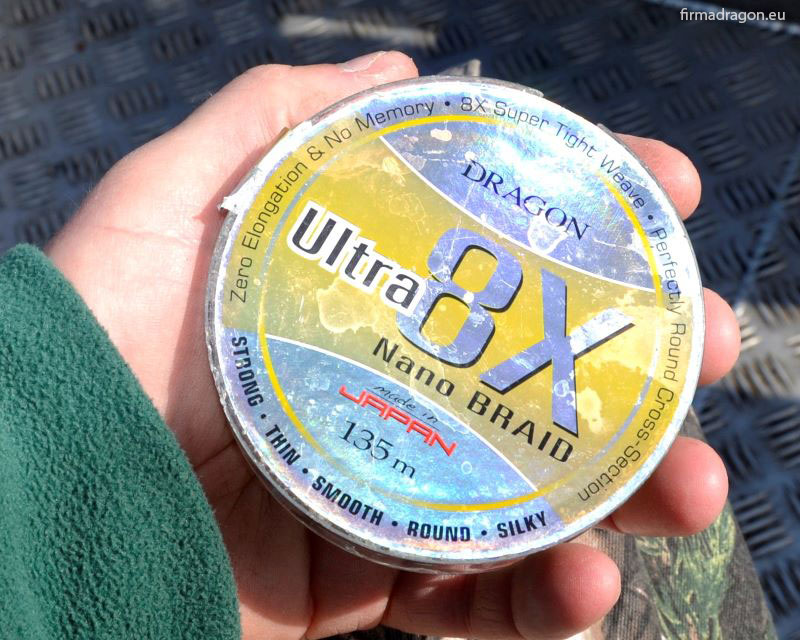 firmadragon.eu
Zero Elongation & No Memory • 8X Super Tight Weave • Perfectly Round Cross-Section
DRAGON
Ultra 8X
Nano BRAID
made in
JAPAN
135 m
STRONG • THIN • SMOOTH • ROUND • SILKY